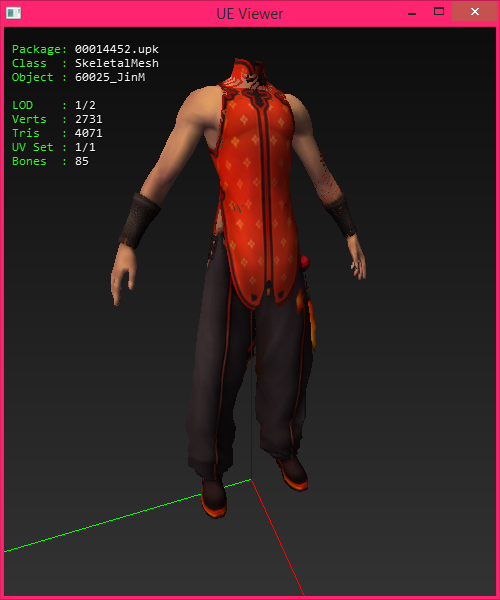 UE Viewer
Package: 00014452.upk
Class  : SkeletalMesh
Object : 60025_JinM
LOD    : 1/2
Verts  : 2731
Tris   : 4071
UV Set : 1/1
Bones  : 85